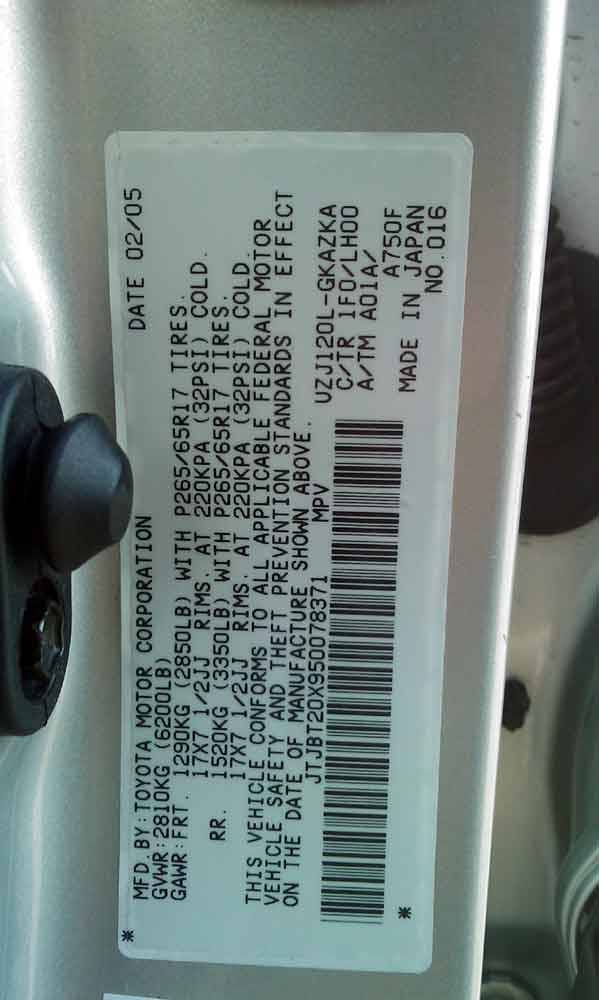 MFD. BY: TOYOTA MOTOR CORPORATION DATE 02/05
GVWR: 2810KG (6200LB)
GAWR: FRT. 1290KG (2850LB) WITH P265/65R17 TIRES.
17X7 1/2JJ RIMS. AT 220KPA (32PSI) COLD.
RR. 1520KG (3350LB) WITH P265/65R17 TIRES.
17X7 1/2JJ RIMS. AT 220KPA (32PSI) COLD.
THIS VEHICLE CONFORMS TO ALL APPLICABLE FEDERAL MOTOR
VEHICLE SAFETY AND THEFT PREVENTION STANDARDS IN EFFECT
ON THE DATE OF MANUFACTURE SHOWN ABOVE.
JTJBT20X950078371 MPV UZJ120L-GKAZKA
C/TR 1F0/LH00
A/TM A01A/
A750F
MADE IN JAPAN
NO.016